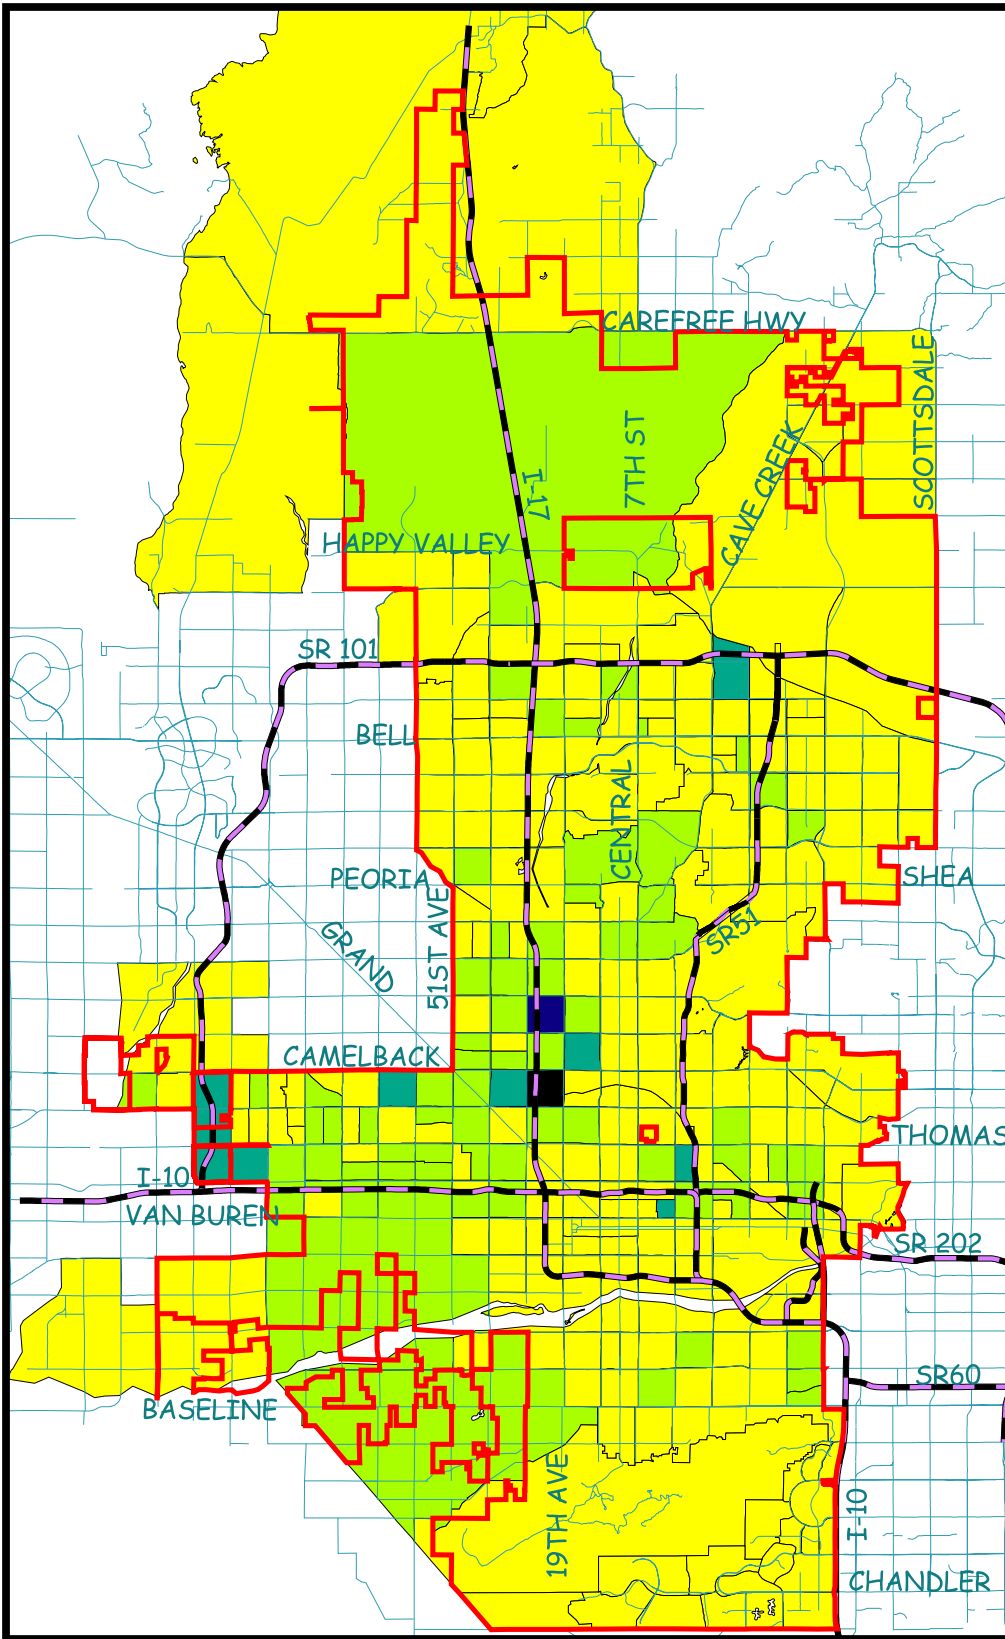 CAREFREE HWY
SCOTTSDALE
7TH ST
CAVE CREEK
I-17
HAPPY VALLEY
SR 101
BELL
CENTRAL
PEORIA
SHEA
51ST AVE
GRAND
SR51
CAMELBACK
THOMAS
I-10
VAN BUREN
SR 202
SR60
BASELINE
19TH AVE
I-10
CHANDLER